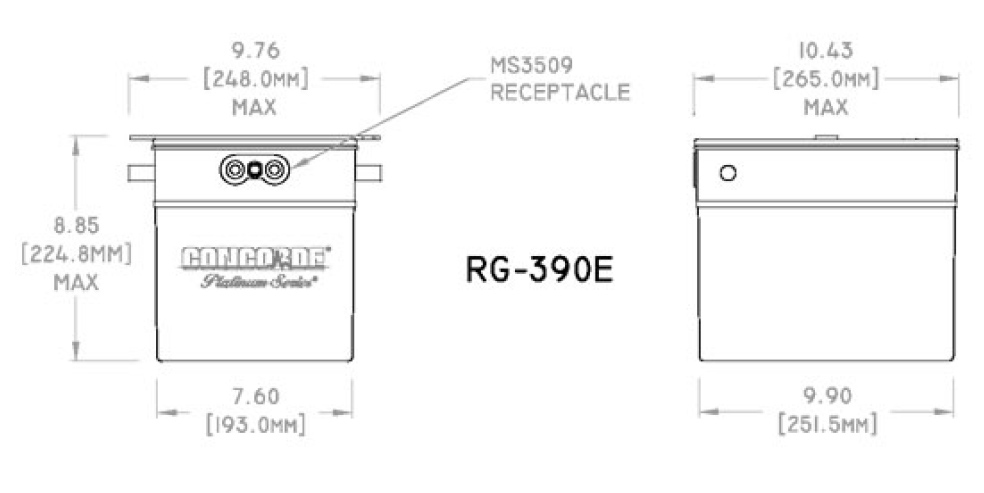 9.76
[248.0MM]
MAX
MS3509
RECEPTACLE
10.43
[265.0MM]
MAX
8.85
[224.8MM]
MAX
CONCORDE®
Platinum Series®
RG-390E
7.60
[193.0MM]
9.90
[251.5MM]